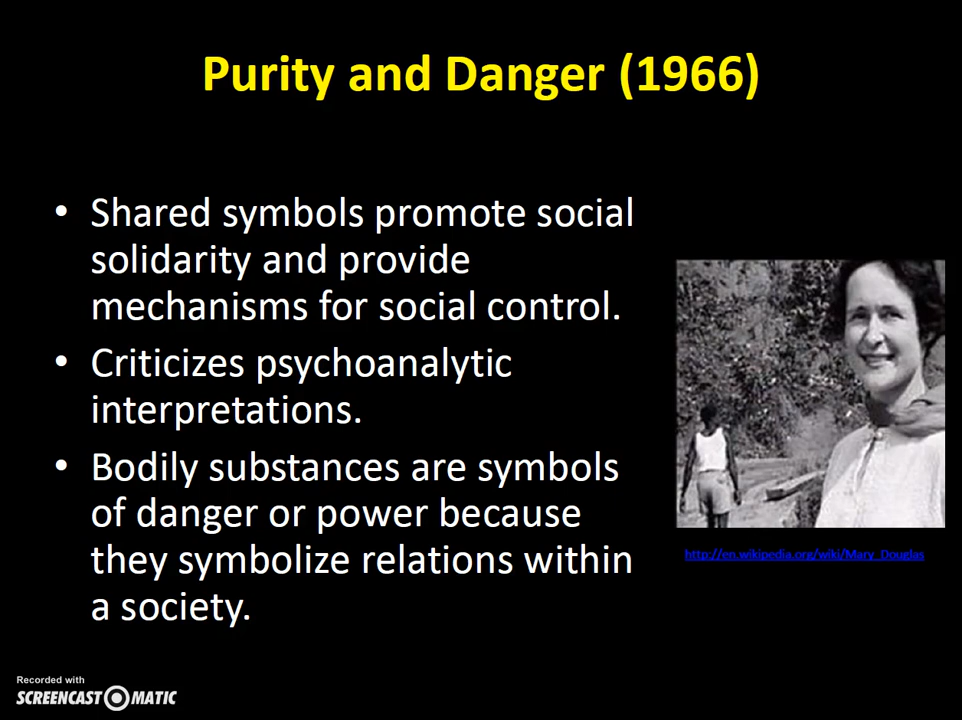 Purity and Danger (1966)
• Shared symbols promote social
solidarity and provide
mechanisms for social control.
• Criticizes psychoanalytic
interpretations.
• Bodily substances are symbols
of danger or power because
they symbolize relations within
a society.
http://en.wikipedia.org/wiki/Mary_Douglas
Recorded with
SCREENCAST MATIC